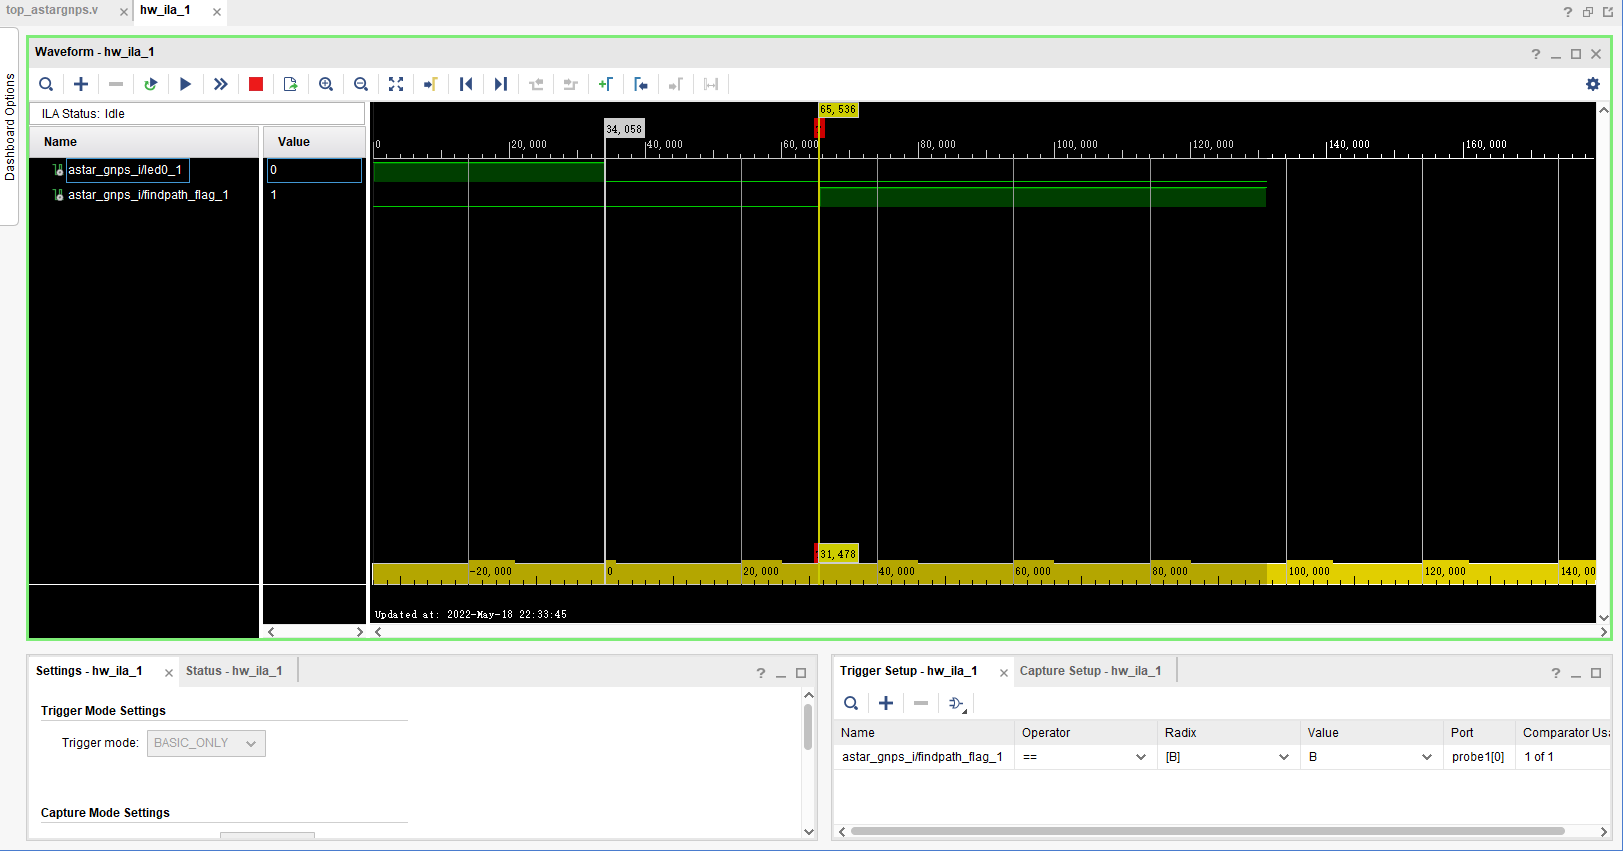 top_astargnps.v
hw_ila_1
Dashboard Options
Waveform - hw_ila_1
ILA Status: Idle
Name
Value
astar_gnps_i/led0_1
0
astar_gnps_i/findpath_flag_1
1
65,536
34,058
0
20,000
40,000
60,000
80,000
100,000
120,000
140,000
160,000
31,478
-20,000
0
20,000
40,000
60,000
80,000
100,000
120,000
140,00
Updated at: 2022-May-18 22:33:45
Settings - hw_ila_1
Status - hw_ila_1
Trigger Mode Settings
Trigger mode:
BASIC_ONLY
Capture Mode Settings
Trigger Setup - hw_ila_1
Capture Setup - hw_ila_1
Name
Operator
Radix
Value
Port
Comparator Usa
astar_gnps_i/findpath_flag_1
==
[B]
B
probe1[0]
1 of 1